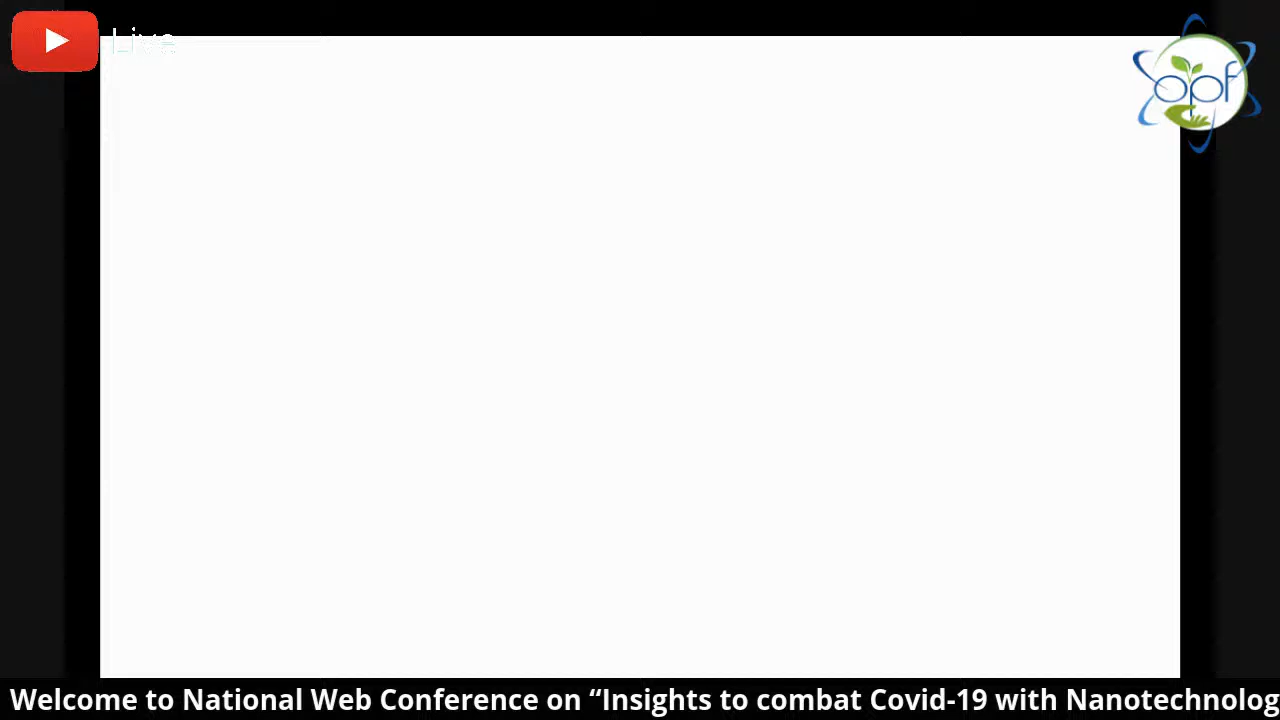 Live
opf
Welcome to National Web Conference on “Insights to combat Covid-19 with Nanotechnolog